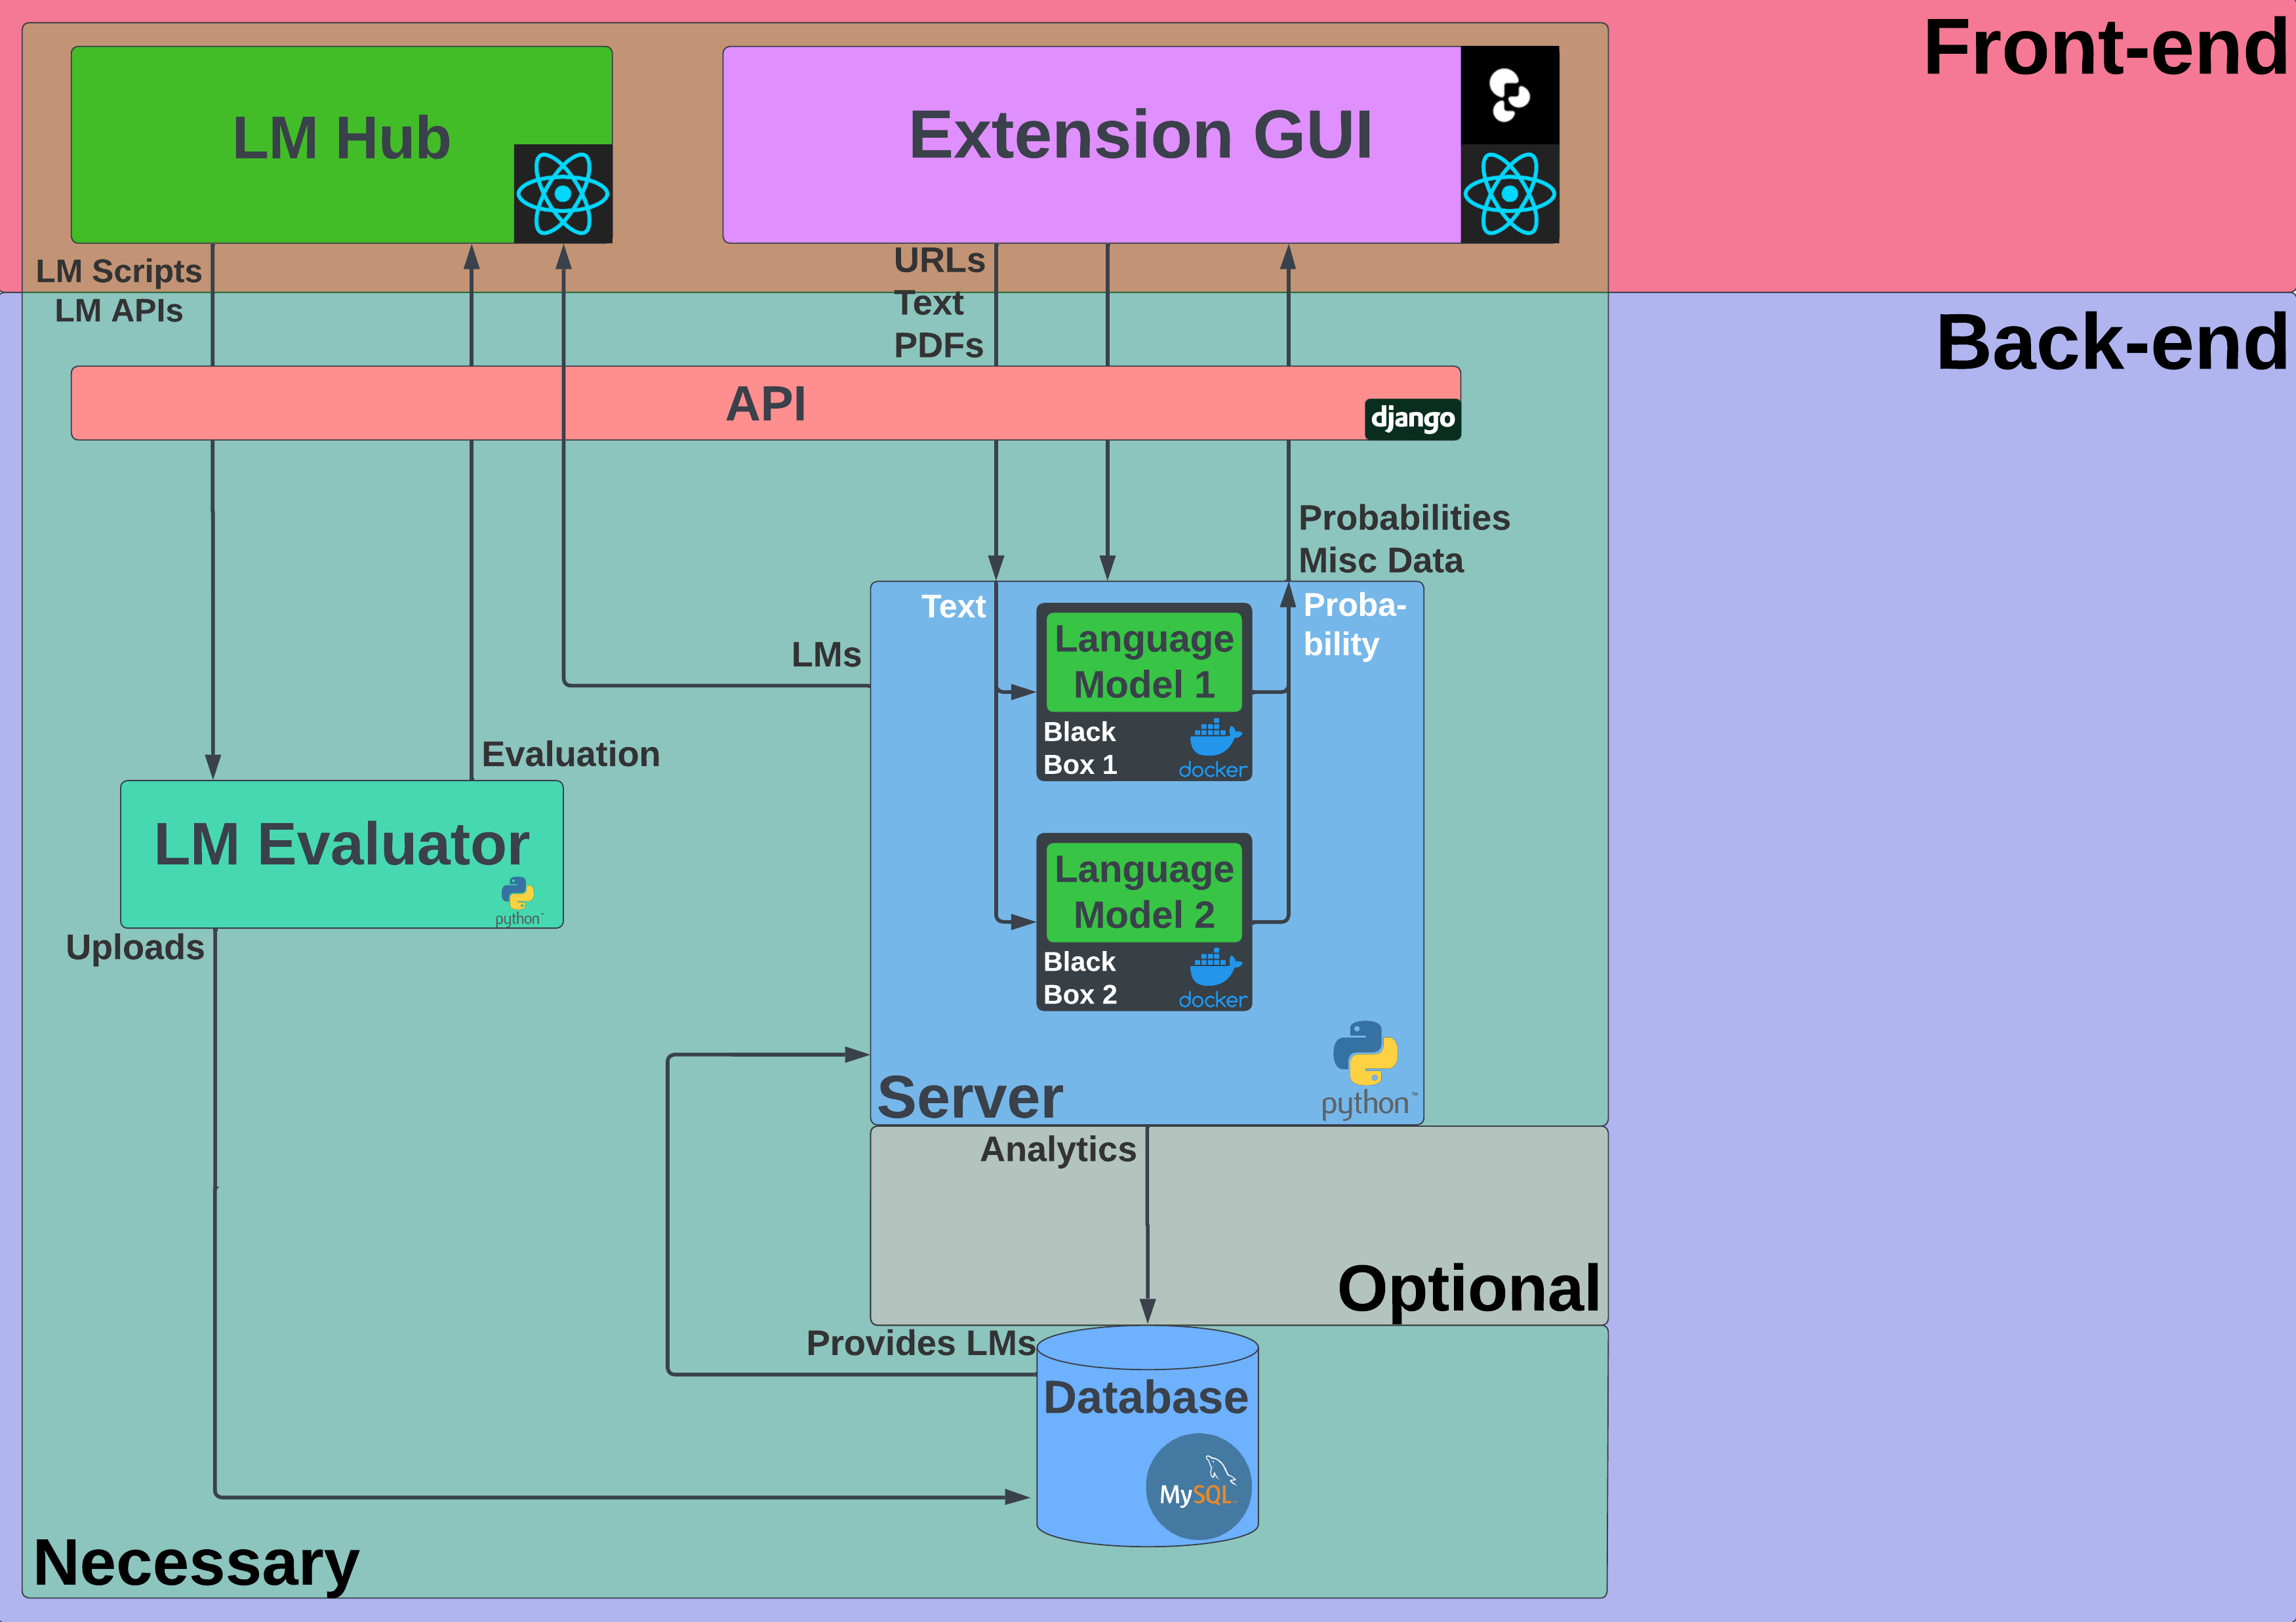 Front-end
LM Hub
Extension GUI
LM Scripts
LM APIs
URLs
Text
PDFs
Back-end
API
django
Probabilities
Misc Data
Text
Proba-
bility
Language
Model 1
Black
Box 1
docker
LMs
Evaluation
LM Evaluator
python
Uploads
Language
Model 2
Black
Box 2
docker
Server
python™
Analytics
Optional
Provides LMs
Database
MySQL
Necessary